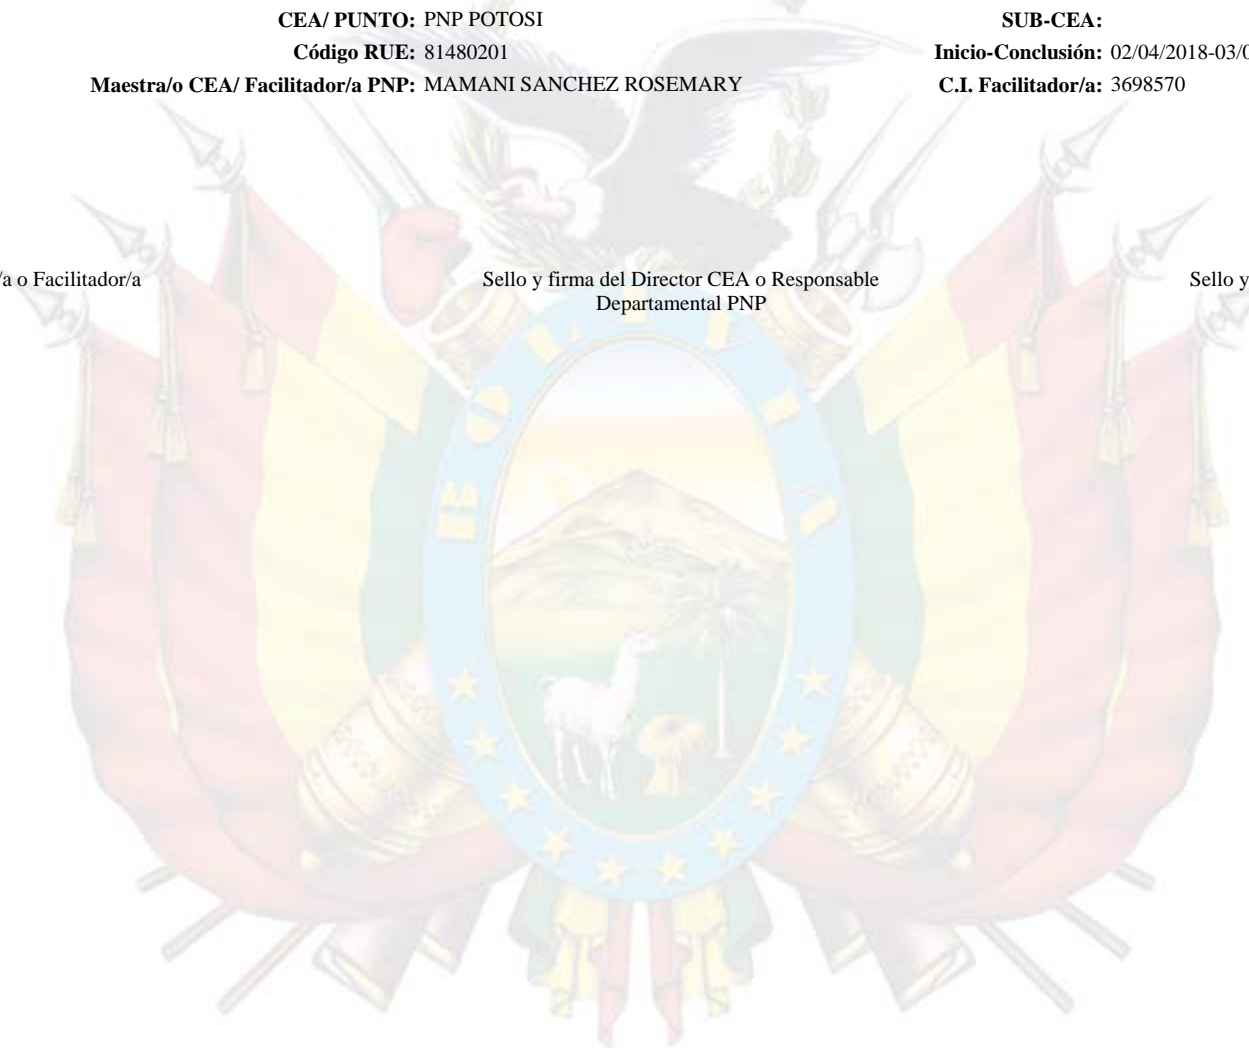 CEA/ PUNTO: PNP POTOSI SUB-CEA:
Código RUE: 81480201 Inicio-Conclusión: 02/04/2018-03/0
Maestra/o CEA/ Facilitador/a PNP: MAMANI SANCHEZ ROSEMARY C.I. Facilitador/a: 3698570
/a o Facilitador/a Sello y firma del Director CEA o Responsable Sello y
Departamental PNP
BOLIVIA